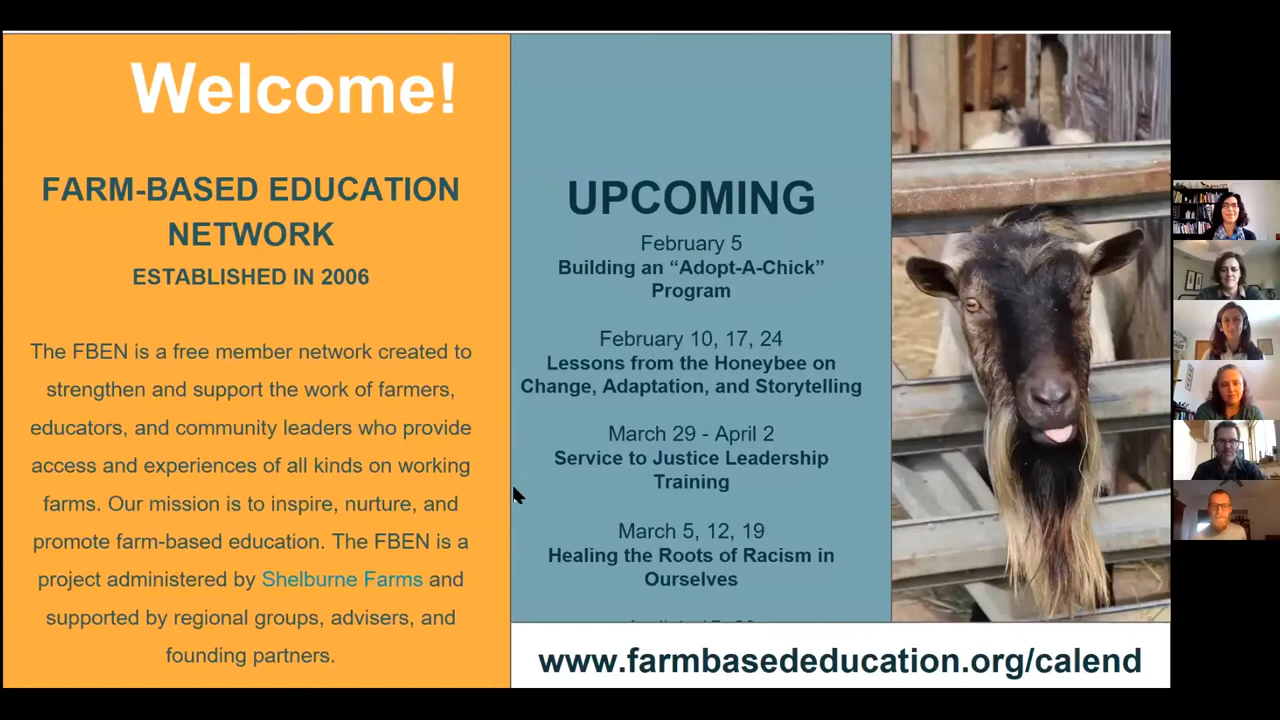 Welcome!
FARM-BASED EDUCATION
NETWORK
ESTABLISHED IN 2006
The FBEN is a free member network created to
strengthen and support the work of farmers,
educators, and community leaders who provide
access and experiences of all kinds on working
farms. Our mission is to inspire, nurture, and
promote farm-based education. The FBEN is a
project administered by Shelburne Farms and
supported by regional groups, advisers, and
founding partners.
UPCOMING
February 5
Building an “Adopt-A-Chick”
Program
February 10, 17, 24
Lessons from the Honeybee on
Change, Adaptation, and Storytelling
March 29 - April 2
Service to Justice Leadership
Training
March 5, 12, 19
Healing the Roots of Racism in
Ourselves
www.farmbasededucation.org/calend